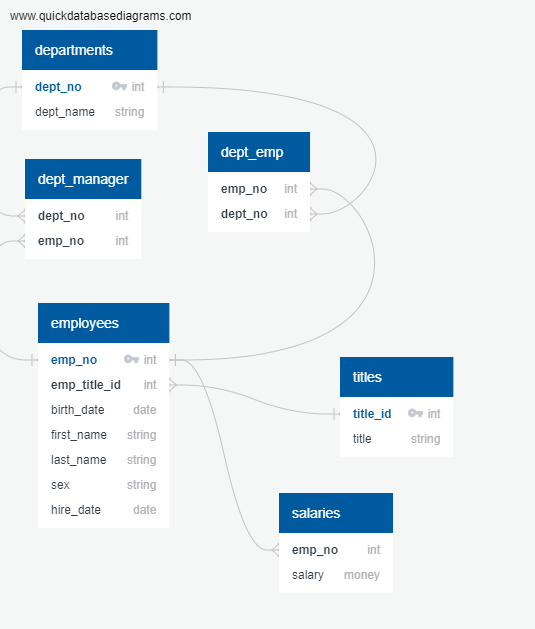 www.quickdatabasediagrams.com
departments
dept_no int
dept_name string
dept_emp
emp_no int
dept_no int
dept_manager
dept_no int
emp_no int
employees
emp_no int
emp_title_id int
birth_date date
first_name string
last_name string
sex string
hire_date date
titles
title_id int
title string
salaries
emp_no int
salary money